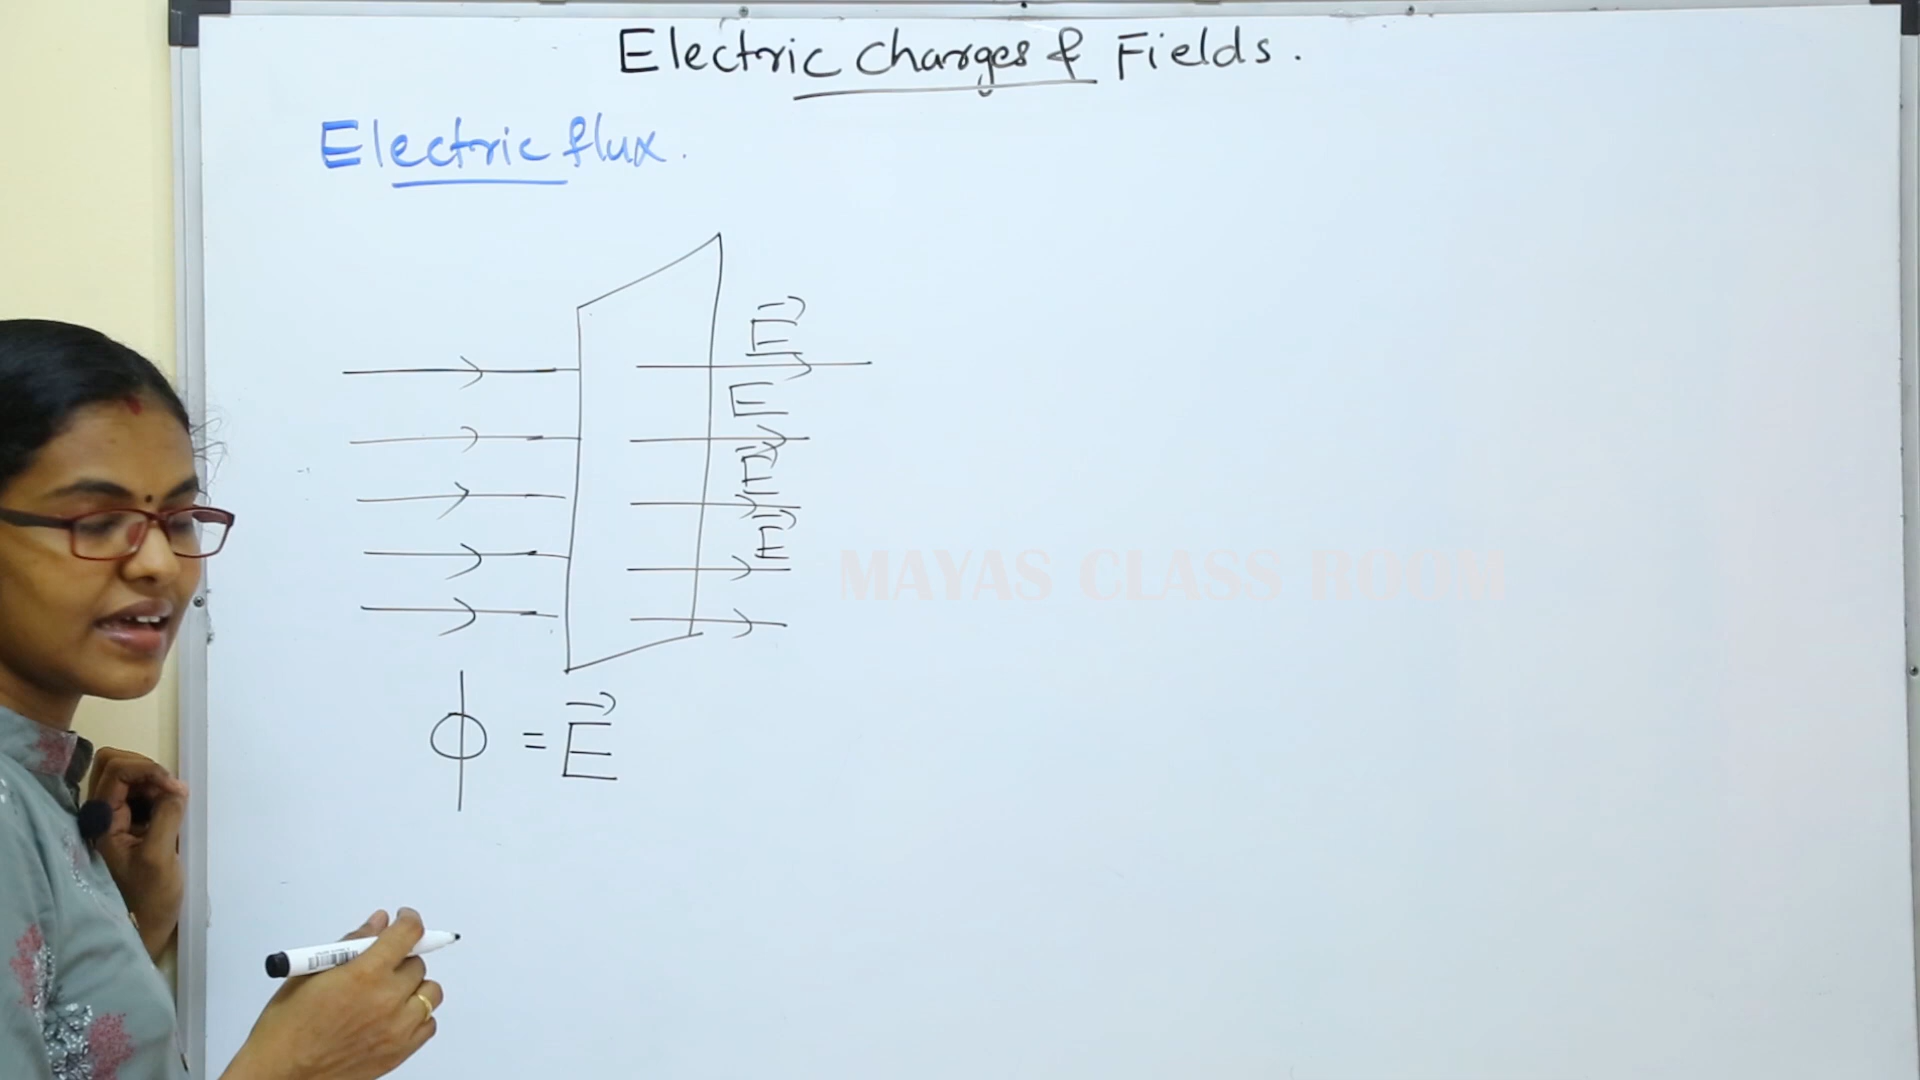 Electric charges & Fields.
Electric flux.
E
E
E
E
ϕ = E⃗
MAYAS CLASS ROOM